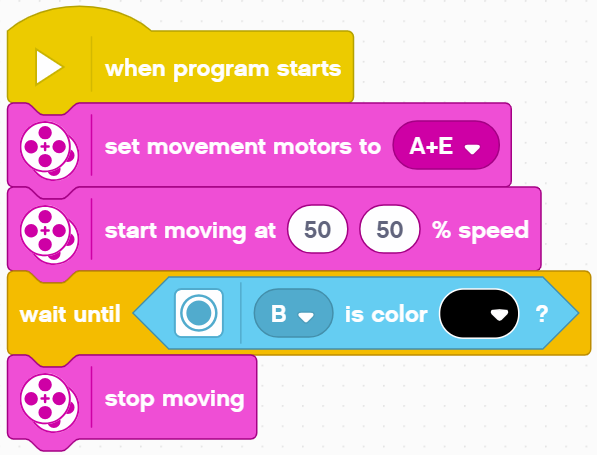 when program starts
set movement motors to A+E
start moving at 50 50 % speed
wait until B is color ?
stop moving